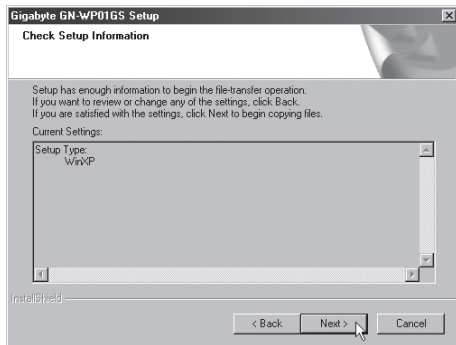 Gigabyte GN-WP01GS Setup
Check Setup Information
Setup has enough information to begin the file-transfer operation.
If you want to review or change any of the settings, click Back.
If you are satisfied with the settings, click Next to begin copying files.
Current Settings:
Setup Type:
WinXP
InstallShield
< Back
Next >
Cancel